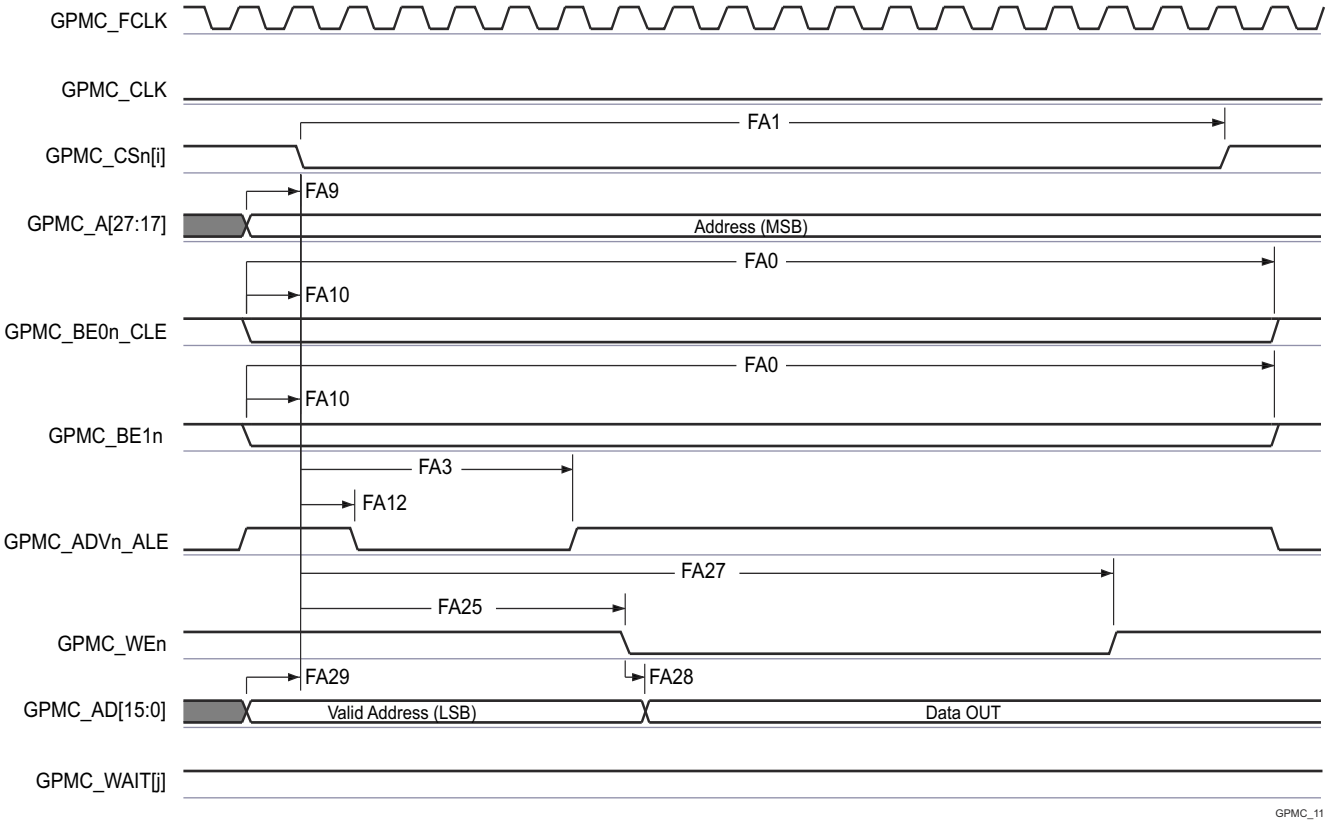 GPMC_FCLK
GPMC_CLK
FA1
GPMC_CSn[i]
FA9
GPMC_A[27:17]
Address (MSB)
FA0
FA10
GPMC_BE0n_CLE
FA0
FA10
GPMC_BE1n
FA3
FA12
GPMC_ADVn_ALE
FA27
FA25
GPMC_WEn
FA29
FA28
GPMC_AD[15:0]
Valid Address (LSB)
Data OUT
GPMC_WAIT[j]
GPMC_11